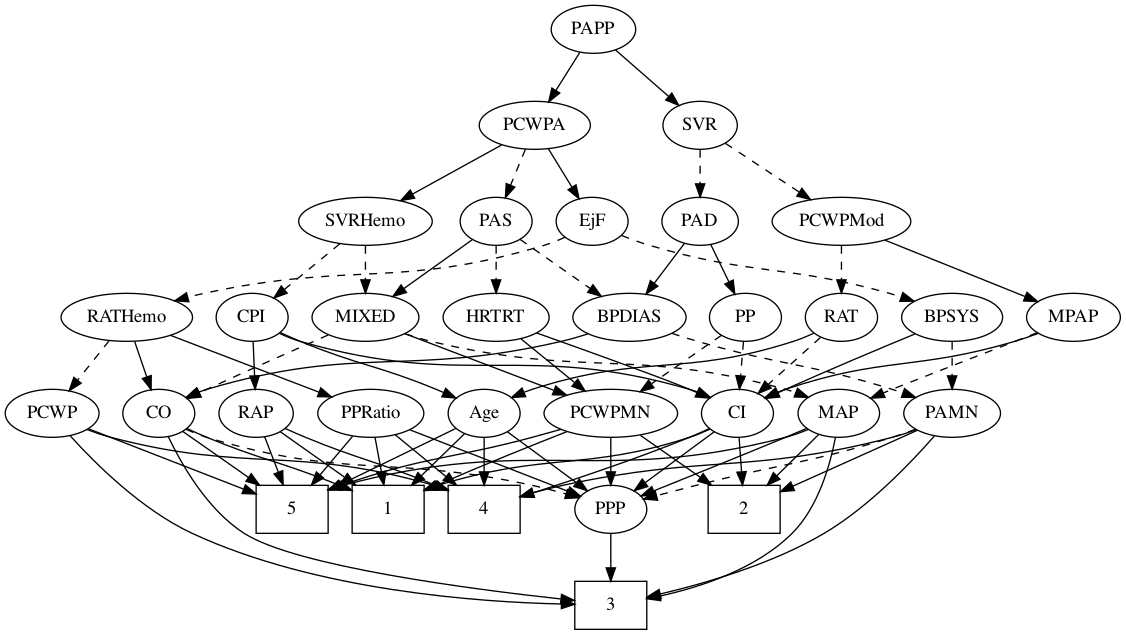 PAPP
PCWPA SVR
SVRHemo PAS EjF PAD PCWPMod
RATHemo CPI MIXED HRTRT BPDIAS PP RAT BPSYS MPAP
PCWP CO RAP PPRatio Age PCWPMN CI MAP PAMN
5 1 4 PPP 2
3